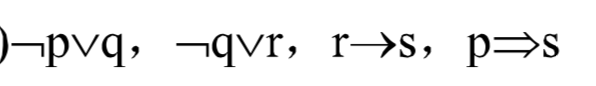 )¬p∨q， ¬q∨r， r→s， p⇒s